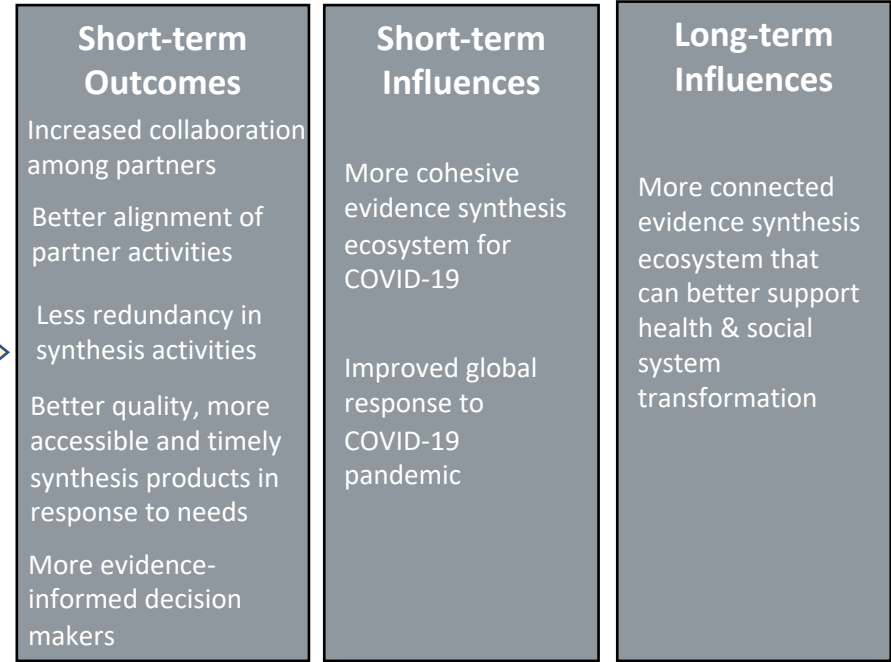 Short-term
Outcomes
Increased collaboration
among partners
Better alignment of
partner activities
Less redundancy in
synthesis activities
Better quality, more
accessible and timely
synthesis products in
response to needs
More evidence-
informed decision
makers
Short-term
Influences
More cohesive
evidence synthesis
ecosystem for
COVID-19
Improved global
response to
COVID-19
pandemic
Long-term
Influences
More connected
evidence synthesis
ecosystem that
can better support
health & social
system
transformation